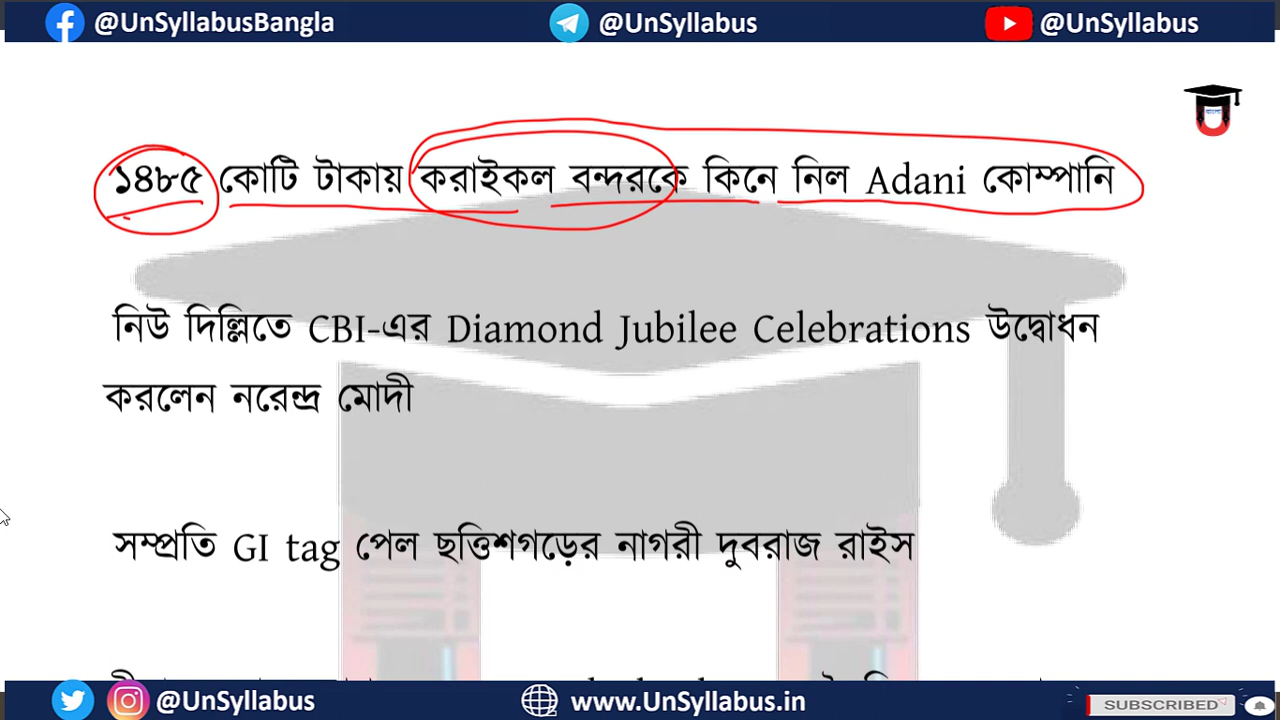 @UnSyllabusBangla @UnSyllabus @UnSyllabus
১৪৮৫ কোটি টাকায় করাইকল বন্দরকে কিনে নিল Adani কোম্পানি
নিউ দিল্লিতে CBI-এর Diamond Jubilee Celebrations উদ্বোধন
করলেন নরেন্দ্র মোদী
সম্প্রতি GI tag পেল ছত্তিশগড়ের নাগরী দুবরাজ রাইস
@UnSyllabus www.UnSyllabus.in SUBSCRIBED